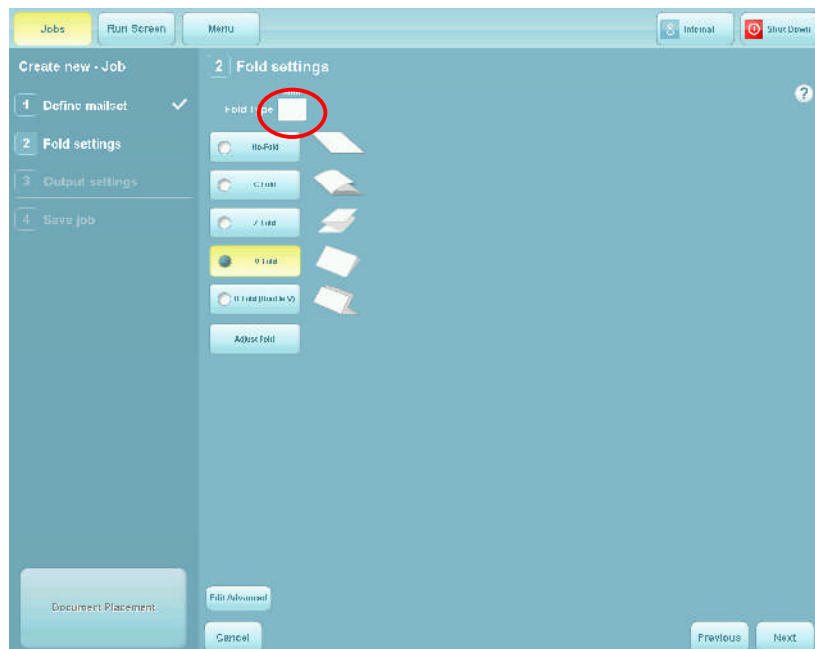 Jobs
Run Screen
Menu
Internal
Shut Down
Create new - Job
2 Fold settings
1 Define mailset
Fold Type
2 Fold settings
No-Fold
3 Output settings
C Fold
4 Save job
Z Fold
V Fold
Adjust Fold
Document Placement
Edit Advanced
Cancel
Previous
Next